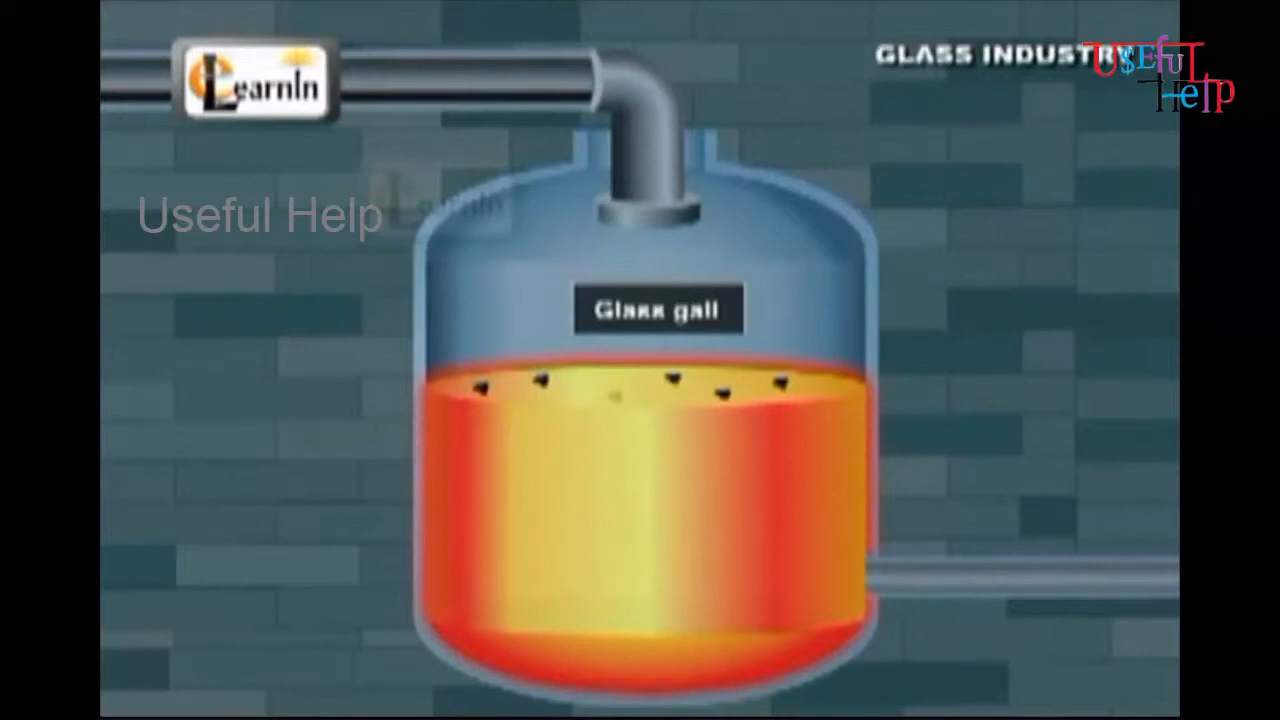 LearnIn
GLASS INDUSTRY
UsEfUL
Help
Useful Help
Glass gall